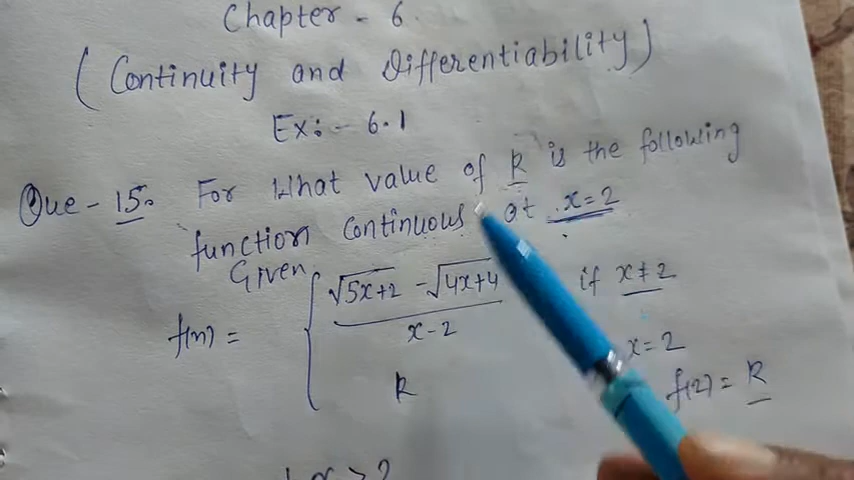 Chapter - 6
(Continuity and Differentiability)
Ex:- 6.1
Que - 15. For what value of k is the following
function continuous at x=2
Given
f(x) = { (√5x+2 - √4x+4) / (x-2) if x≠2
k x=2
f(2) = k